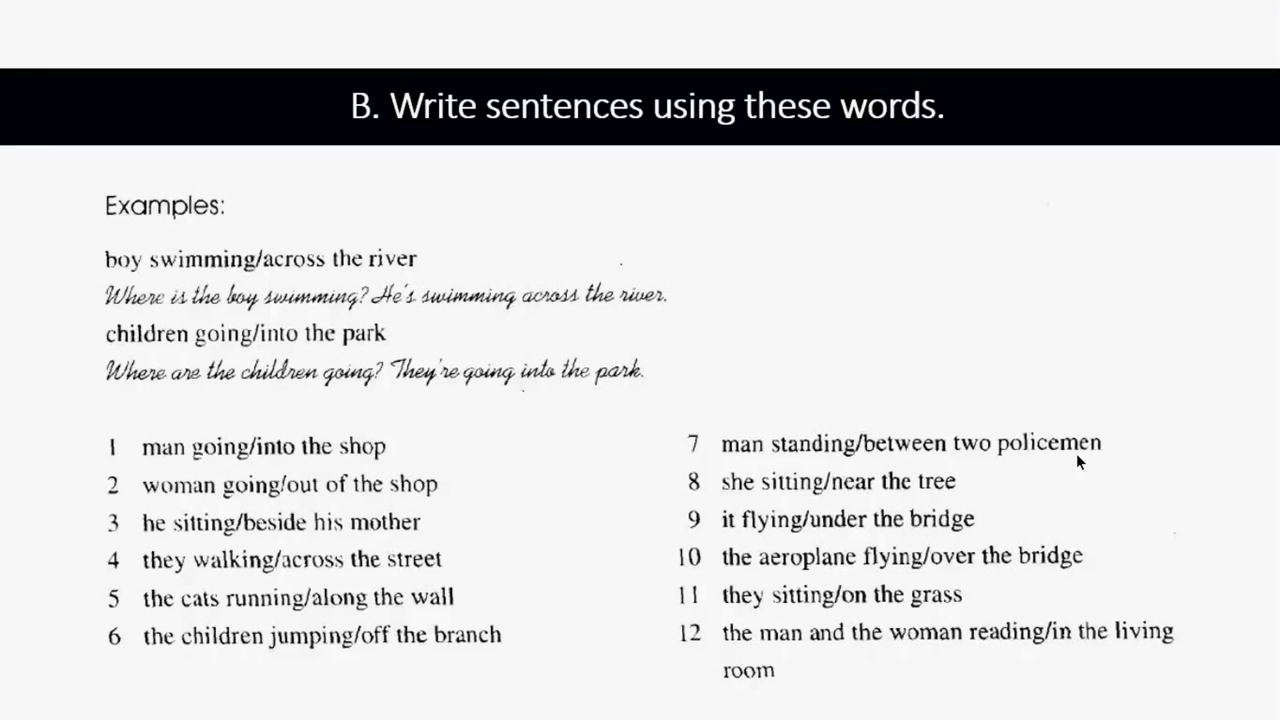 B. Write sentences using these words.
Examples:
boy swimming/across the river
Where is the boy swimming? He's swimming across the river.
children going/into the park
Where are the children going? They're going into the park.
1 man going/into the shop
2 woman going/out of the shop
3 he sitting/beside his mother
4 they walking/across the street
5 the cats running/along the wall
6 the children jumping/off the branch
7 man standing/between two policemen
8 she sitting/near the tree
9 it flying/under the bridge
10 the aeroplane flying/over the bridge
11 they sitting/on the grass
12 the man and the woman reading/in the living
room